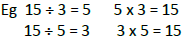 Eg 15 ÷ 3 = 5 5 x 3 = 15
15 ÷ 5 = 3 3 x 5 = 15